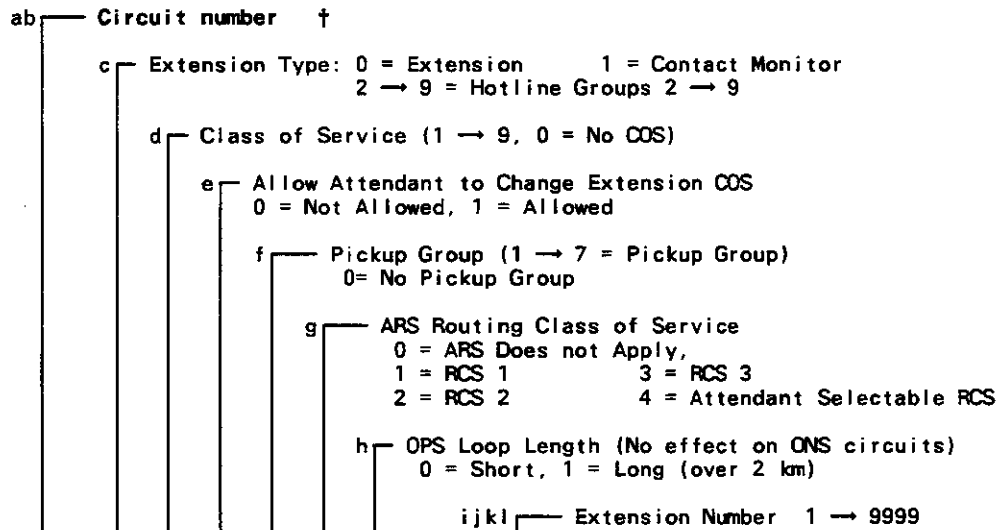 ab Circuit number †
c Extension Type: 0 = Extension 1 = Contact Monitor
2 → 9 = Hotline Groups 2 → 9
d Class of Service (1 → 9, 0 = No COS)
e Allow Attendant to Change Extension COS
0 = Not Allowed, 1 = Allowed
f Pickup Group (1 → 7 = Pickup Group)
0= No Pickup Group
g ARS Routing Class of Service
0 = ARS Does not Apply,
1 = RCS 1 3 = RCS 3
2 = RCS 2 4 = Attendant Selectable RCS
h OPS Loop Length (No effect on ONS circuits)
0 = Short, 1 = Long (over 2 km)
ijkl Extension Number 1 → 9999